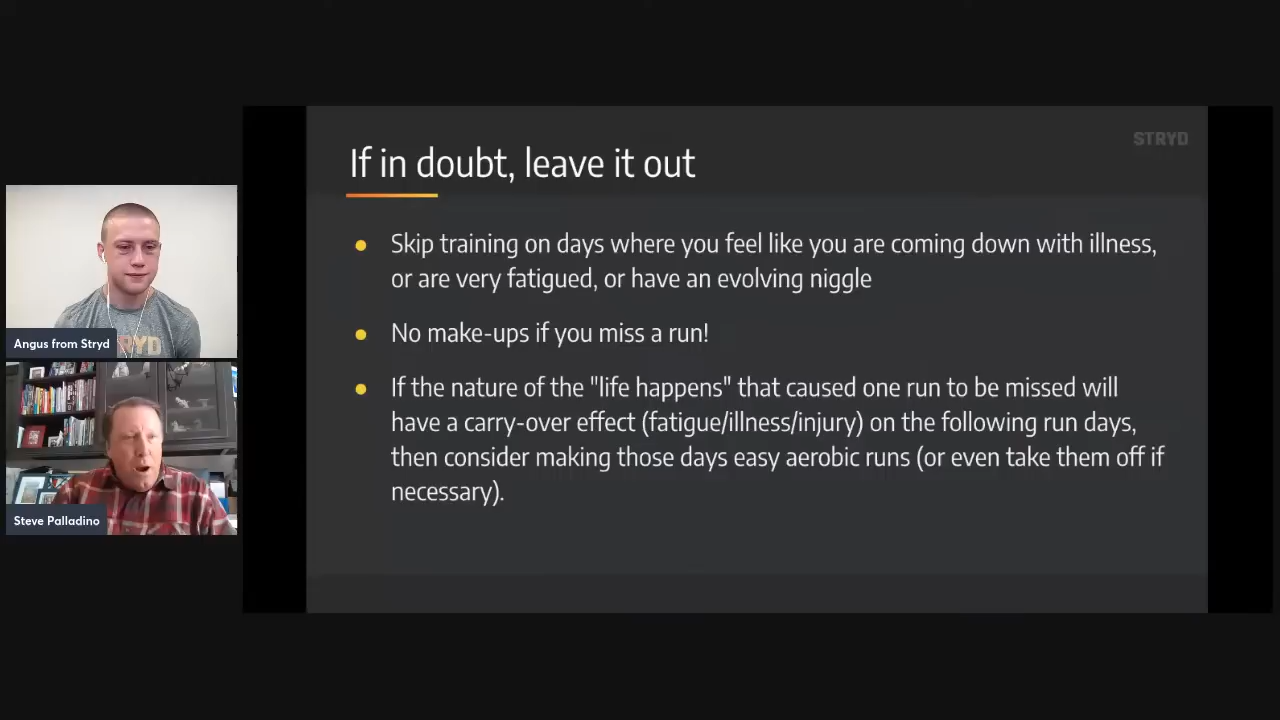 STRYD
If in doubt, leave it out
Skip training on days where you feel like you are coming down with illness,
or are very fatigued, or have an evolving niggle
No make-ups if you miss a run!
If the nature of the "life happens" that caused one run to be missed will
have a carry-over effect (fatigue/illness/injury) on the following run days,
then consider making those days easy aerobic runs (or even take them off if
necessary).
Angus from Stryd
Steve Palladino